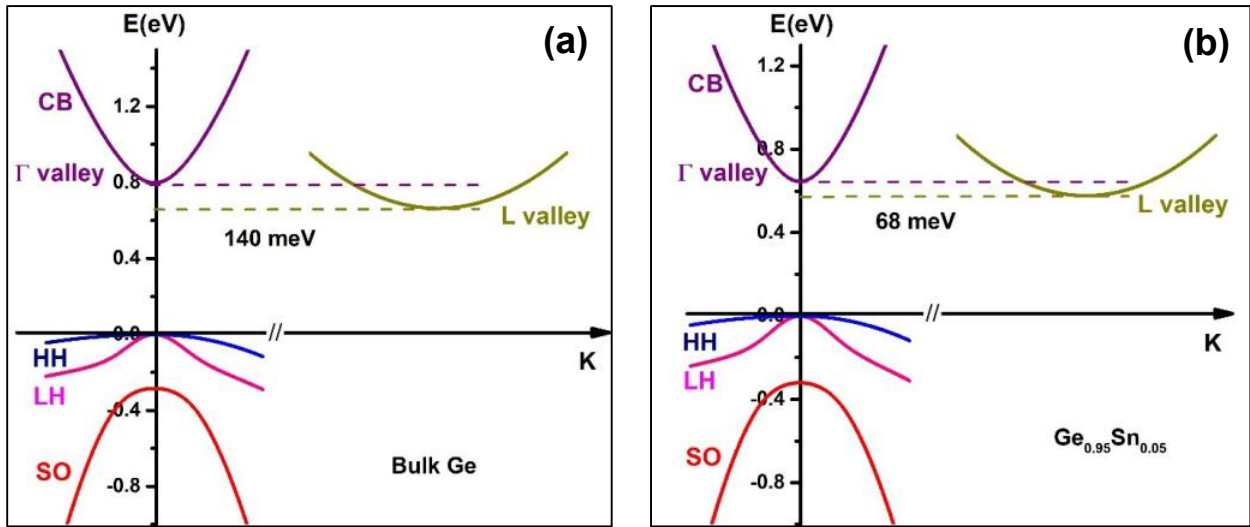 E(eV)
(a)
CB
1.2
Γ valley
0.8
L valley
140 meV
0.4
0.0
HH
K
LH
-0.4
SO
Bulk Ge
-0.8
E(eV)
(b)
1.2
CB
0.8
Γ valley
L valley
68 meV
0.4
0.0
HH
K
LH
-0.4
Ge0.95Sn0.05
SO
-0.8